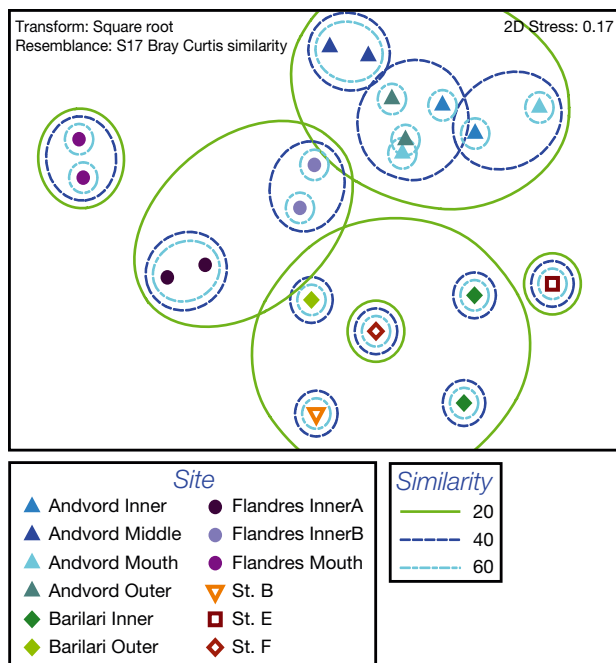 Transform: Square root
2D Stress: 0.17
Resemblance: S17 Bray Curtis similarity
Site
Andvord Inner
Andvord Middle
Andvord Mouth
Andvord Outer
Barilari Inner
Barilari Outer
Flandres InnerA
Flandres InnerB
Flandres Mouth
St. B
St. E
St. F
Similarity
20
40
60